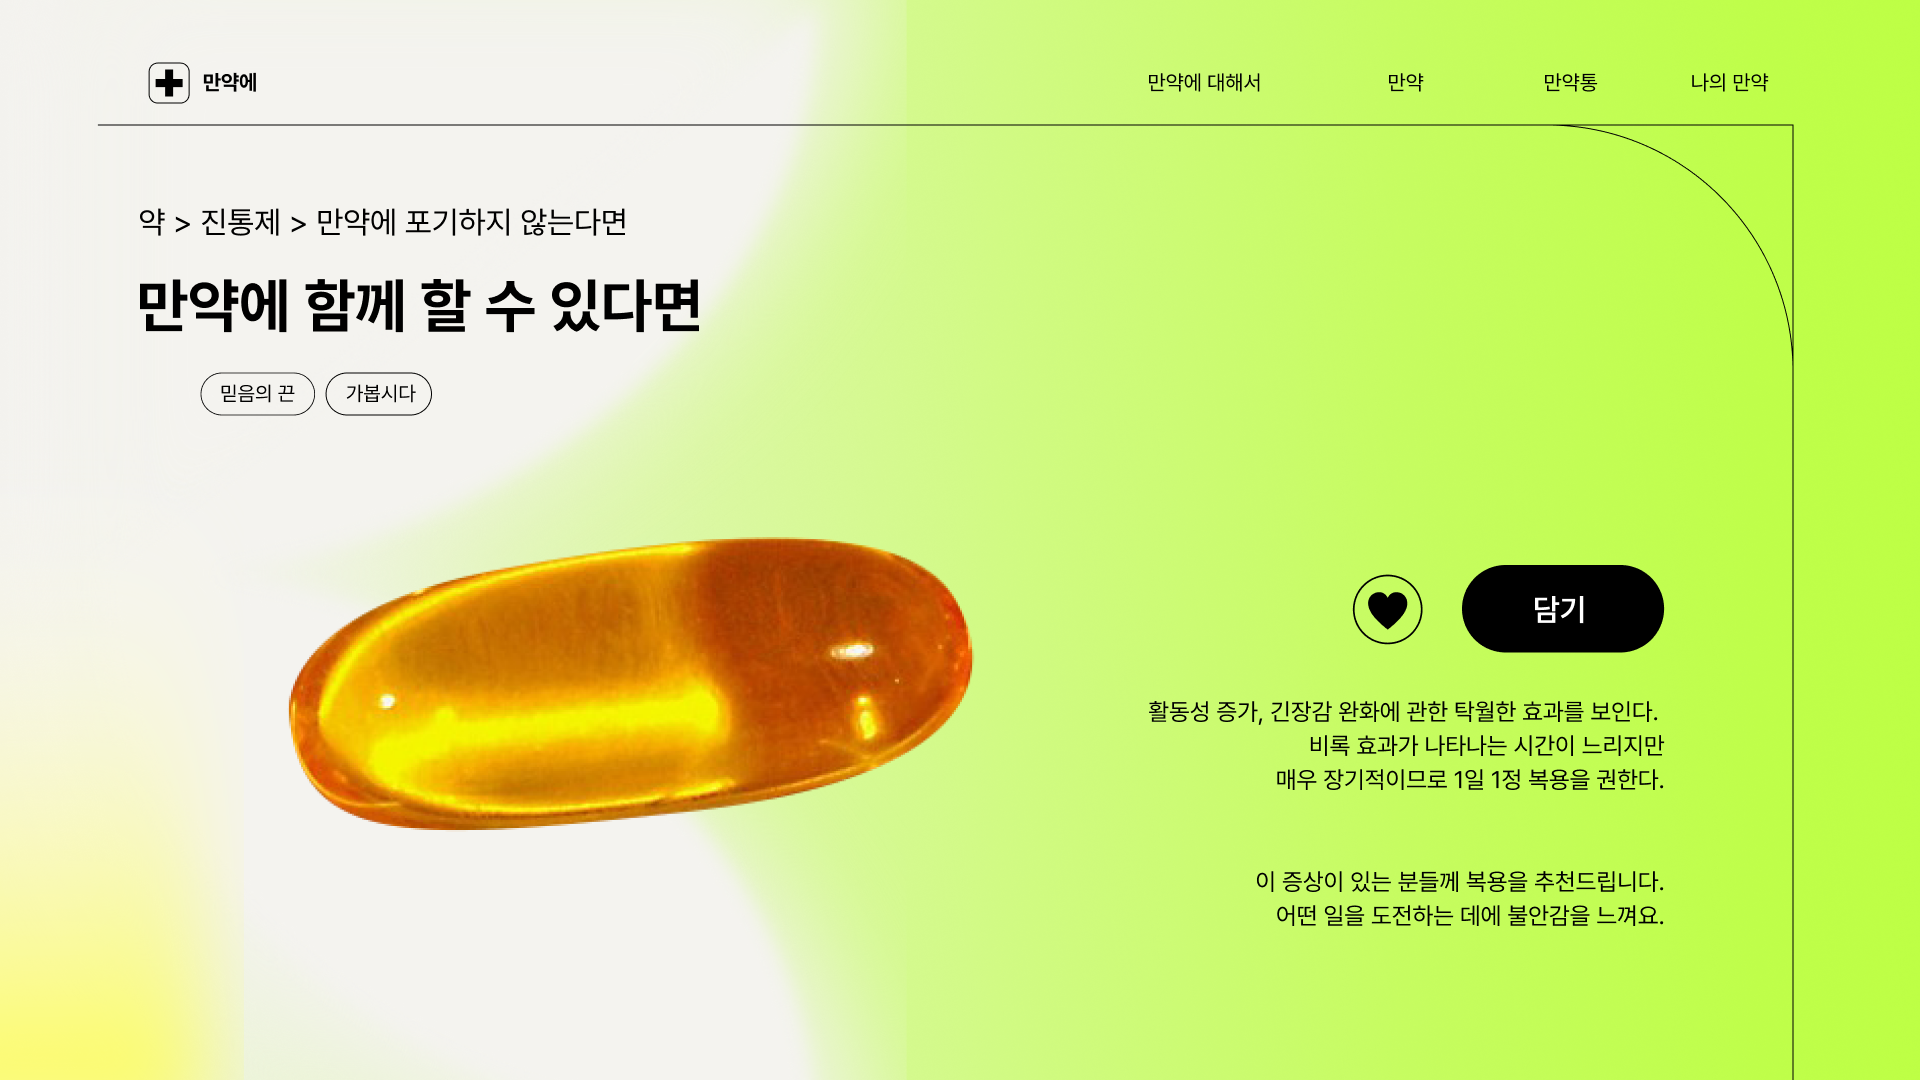 만약에
만약에 대해서
만약
만약통
나의 만약
약 > 진통제 > 만약에 포기하지 않는다면
만약에 함께 할 수 있다면
믿음의 끈
가봅시다
담기
활동성 증가, 긴장감 완화에 관한 탁월한 효과를 보인다.
비록 효과가 나타나는 시간이 느리지만
매우 장기적이므로 1일 1정 복용을 권한다.
이 증상이 있는 분들께 복용을 추천드립니다.
어떤 일을 도전하는 데에 불안감을 느껴요.